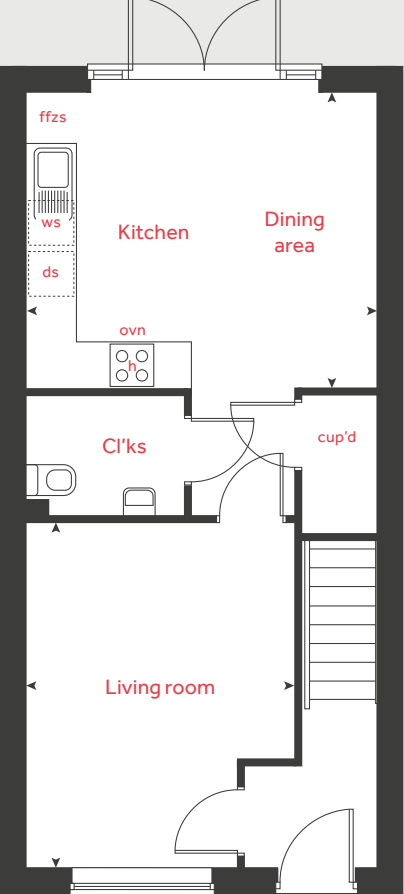 ffzs
ws
Kitchen
Dining
area
ds
ovn
h
Cl’ks
cup’d
Living room